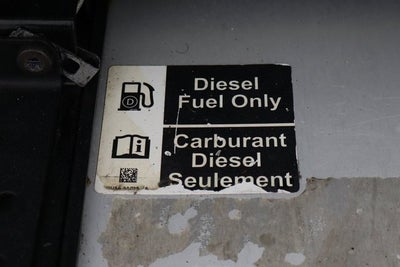 Diesel
Fuel Only
D
Carburant
Diesel
Seulement
i